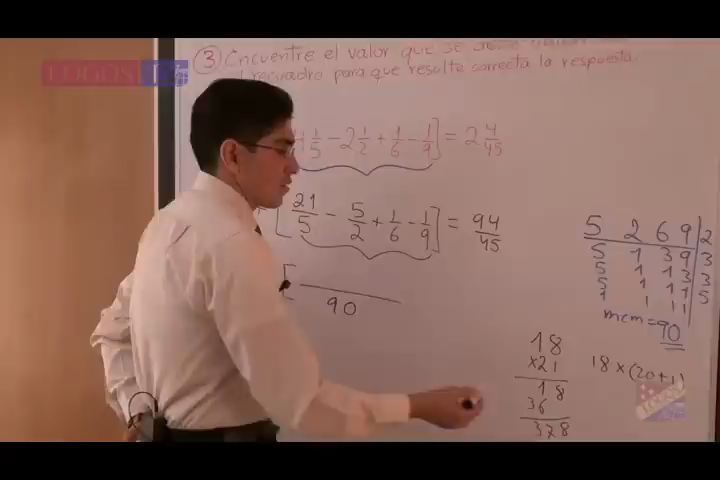 LOGOS
③ Encuentre el valor que se
recuadro para que resulte correcta la respuesta.
4 1/5 - 2 1/2 + 1/6 - 1/9] = 2 4/45
[21/5 - 5/2 + 1/6 - 1/9] = 94/45
[ /90
5 2 6 9 | 2
5 1 3 9 | 3
5 1 1 3 | 3
5 1 1 1 | 5
1 1 1 1
mcm = 90
18
x21
18
36
378
18 x (20+1)
LOGOS